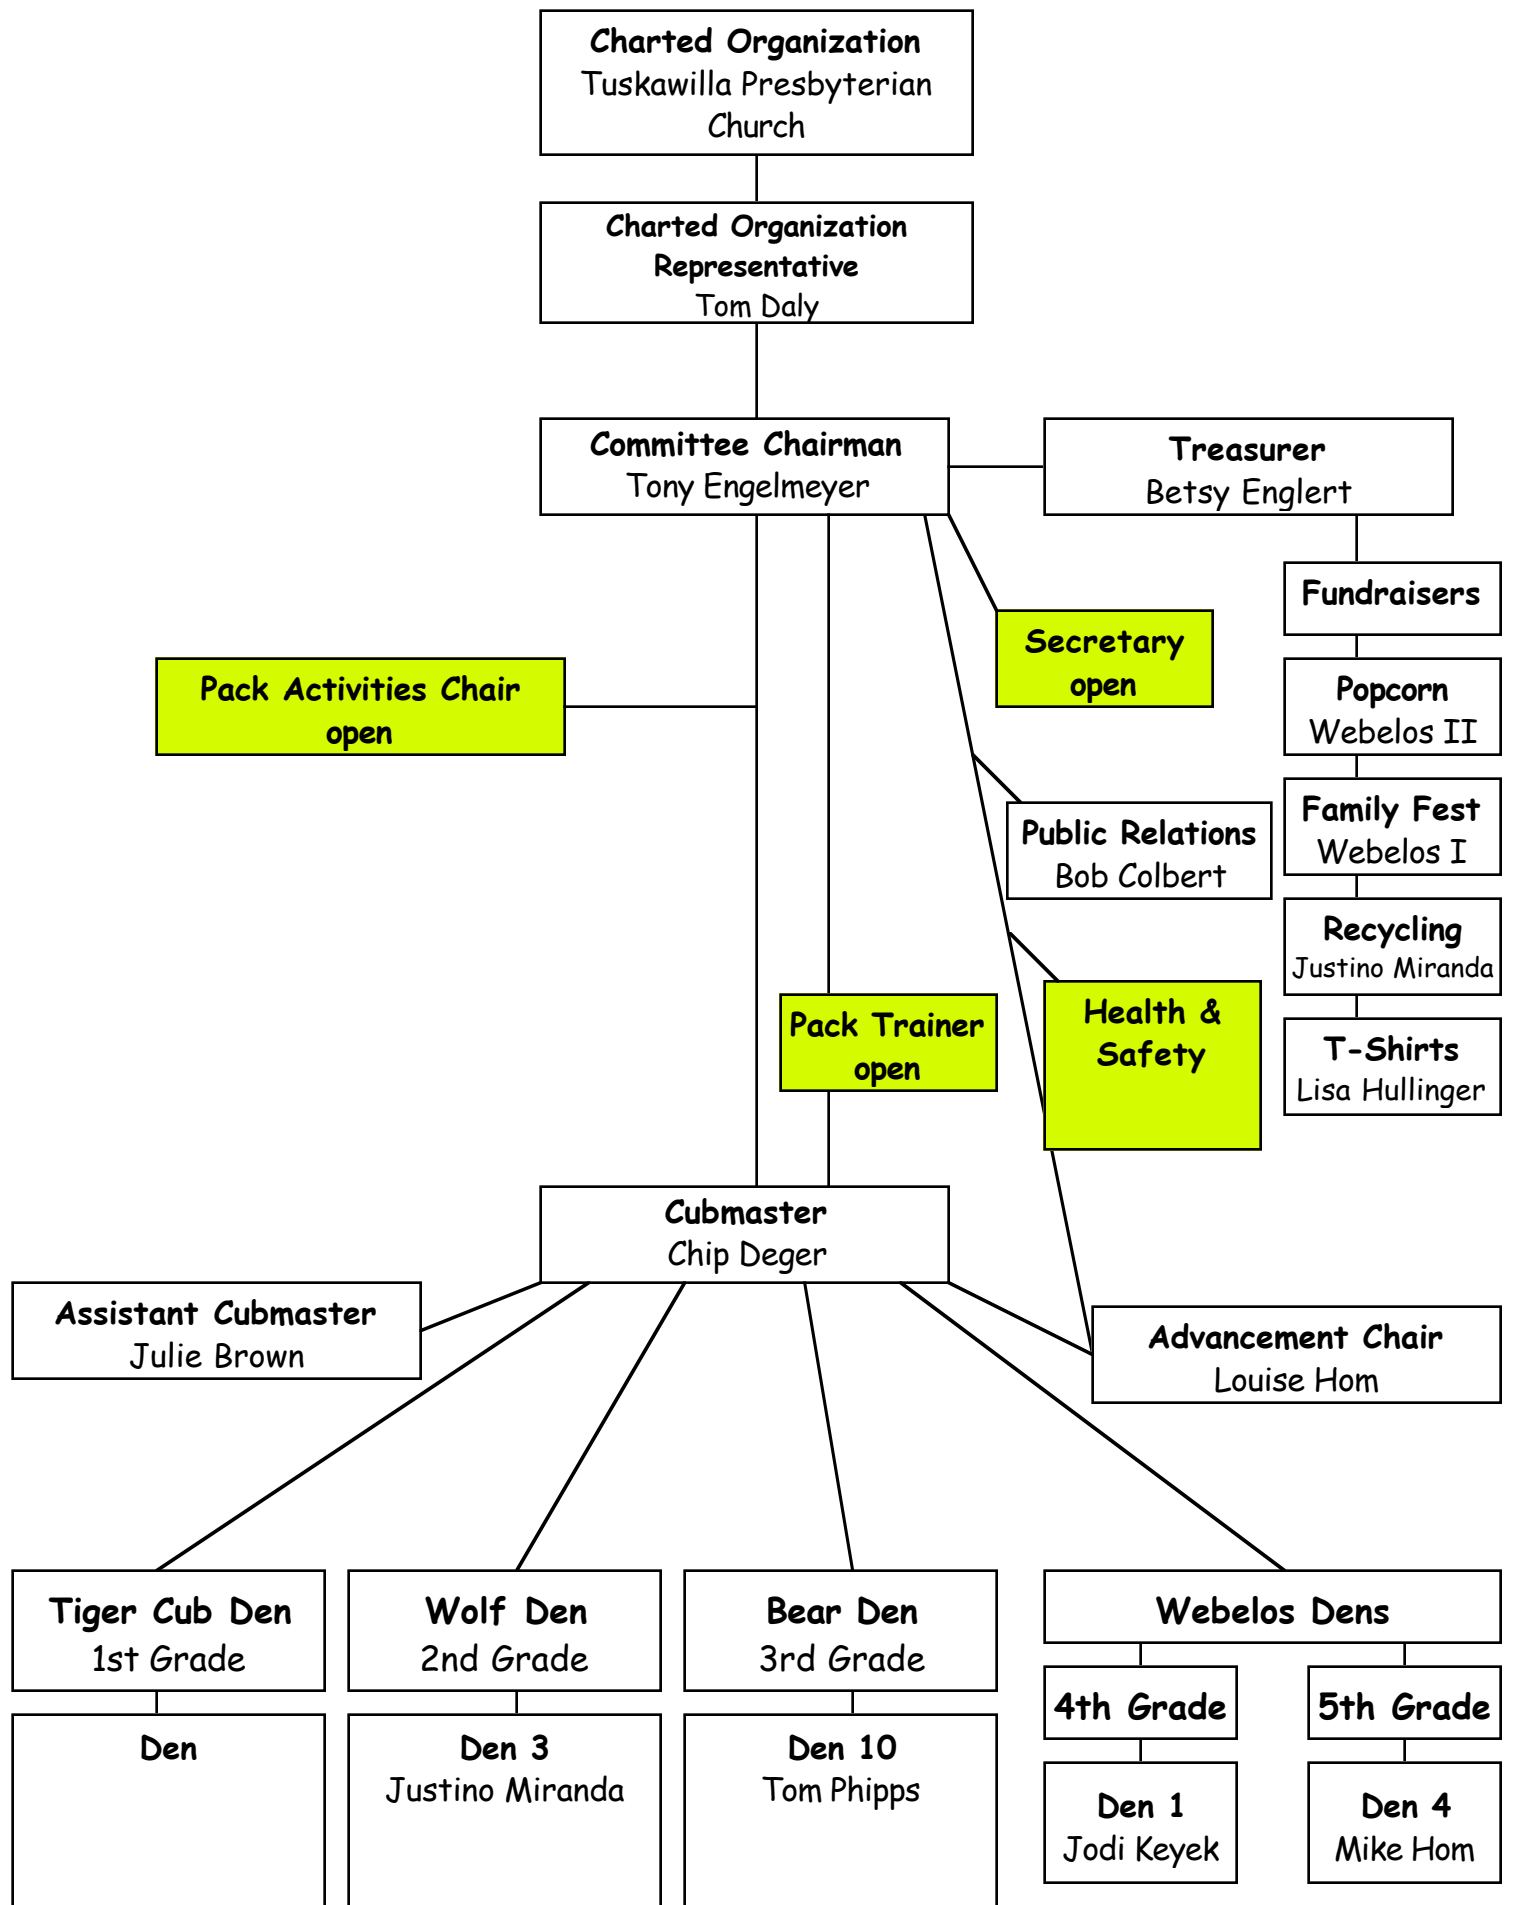 Charted Organization
Tuskawilla Presbyterian
Church
Charted Organization
Representative
Tom Daly
Committee Chairman
Tony Engelmeyer
Treasurer
Betsy Englert
Fundraisers
Secretary
open
Pack Activities Chair
open
Popcorn
Webelos II
Public Relations
Bob Colbert
Family Fest
Webelos I
Recycling
Justino Miranda
Pack Trainer
open
Health &
Safety
T-Shirts
Lisa Hullinger
Cubmaster
Chip Deger
Assistant Cubmaster
Julie Brown
Advancement Chair
Louise Hom
Tiger Cub Den
1st Grade
Wolf Den
2nd Grade
Bear Den
3rd Grade
Webelos Dens
4th Grade
5th Grade
Den
Den 3
Justino Miranda
Den 10
Tom Phipps
Den 1
Jodi Keyek
Den 4
Mike Hom